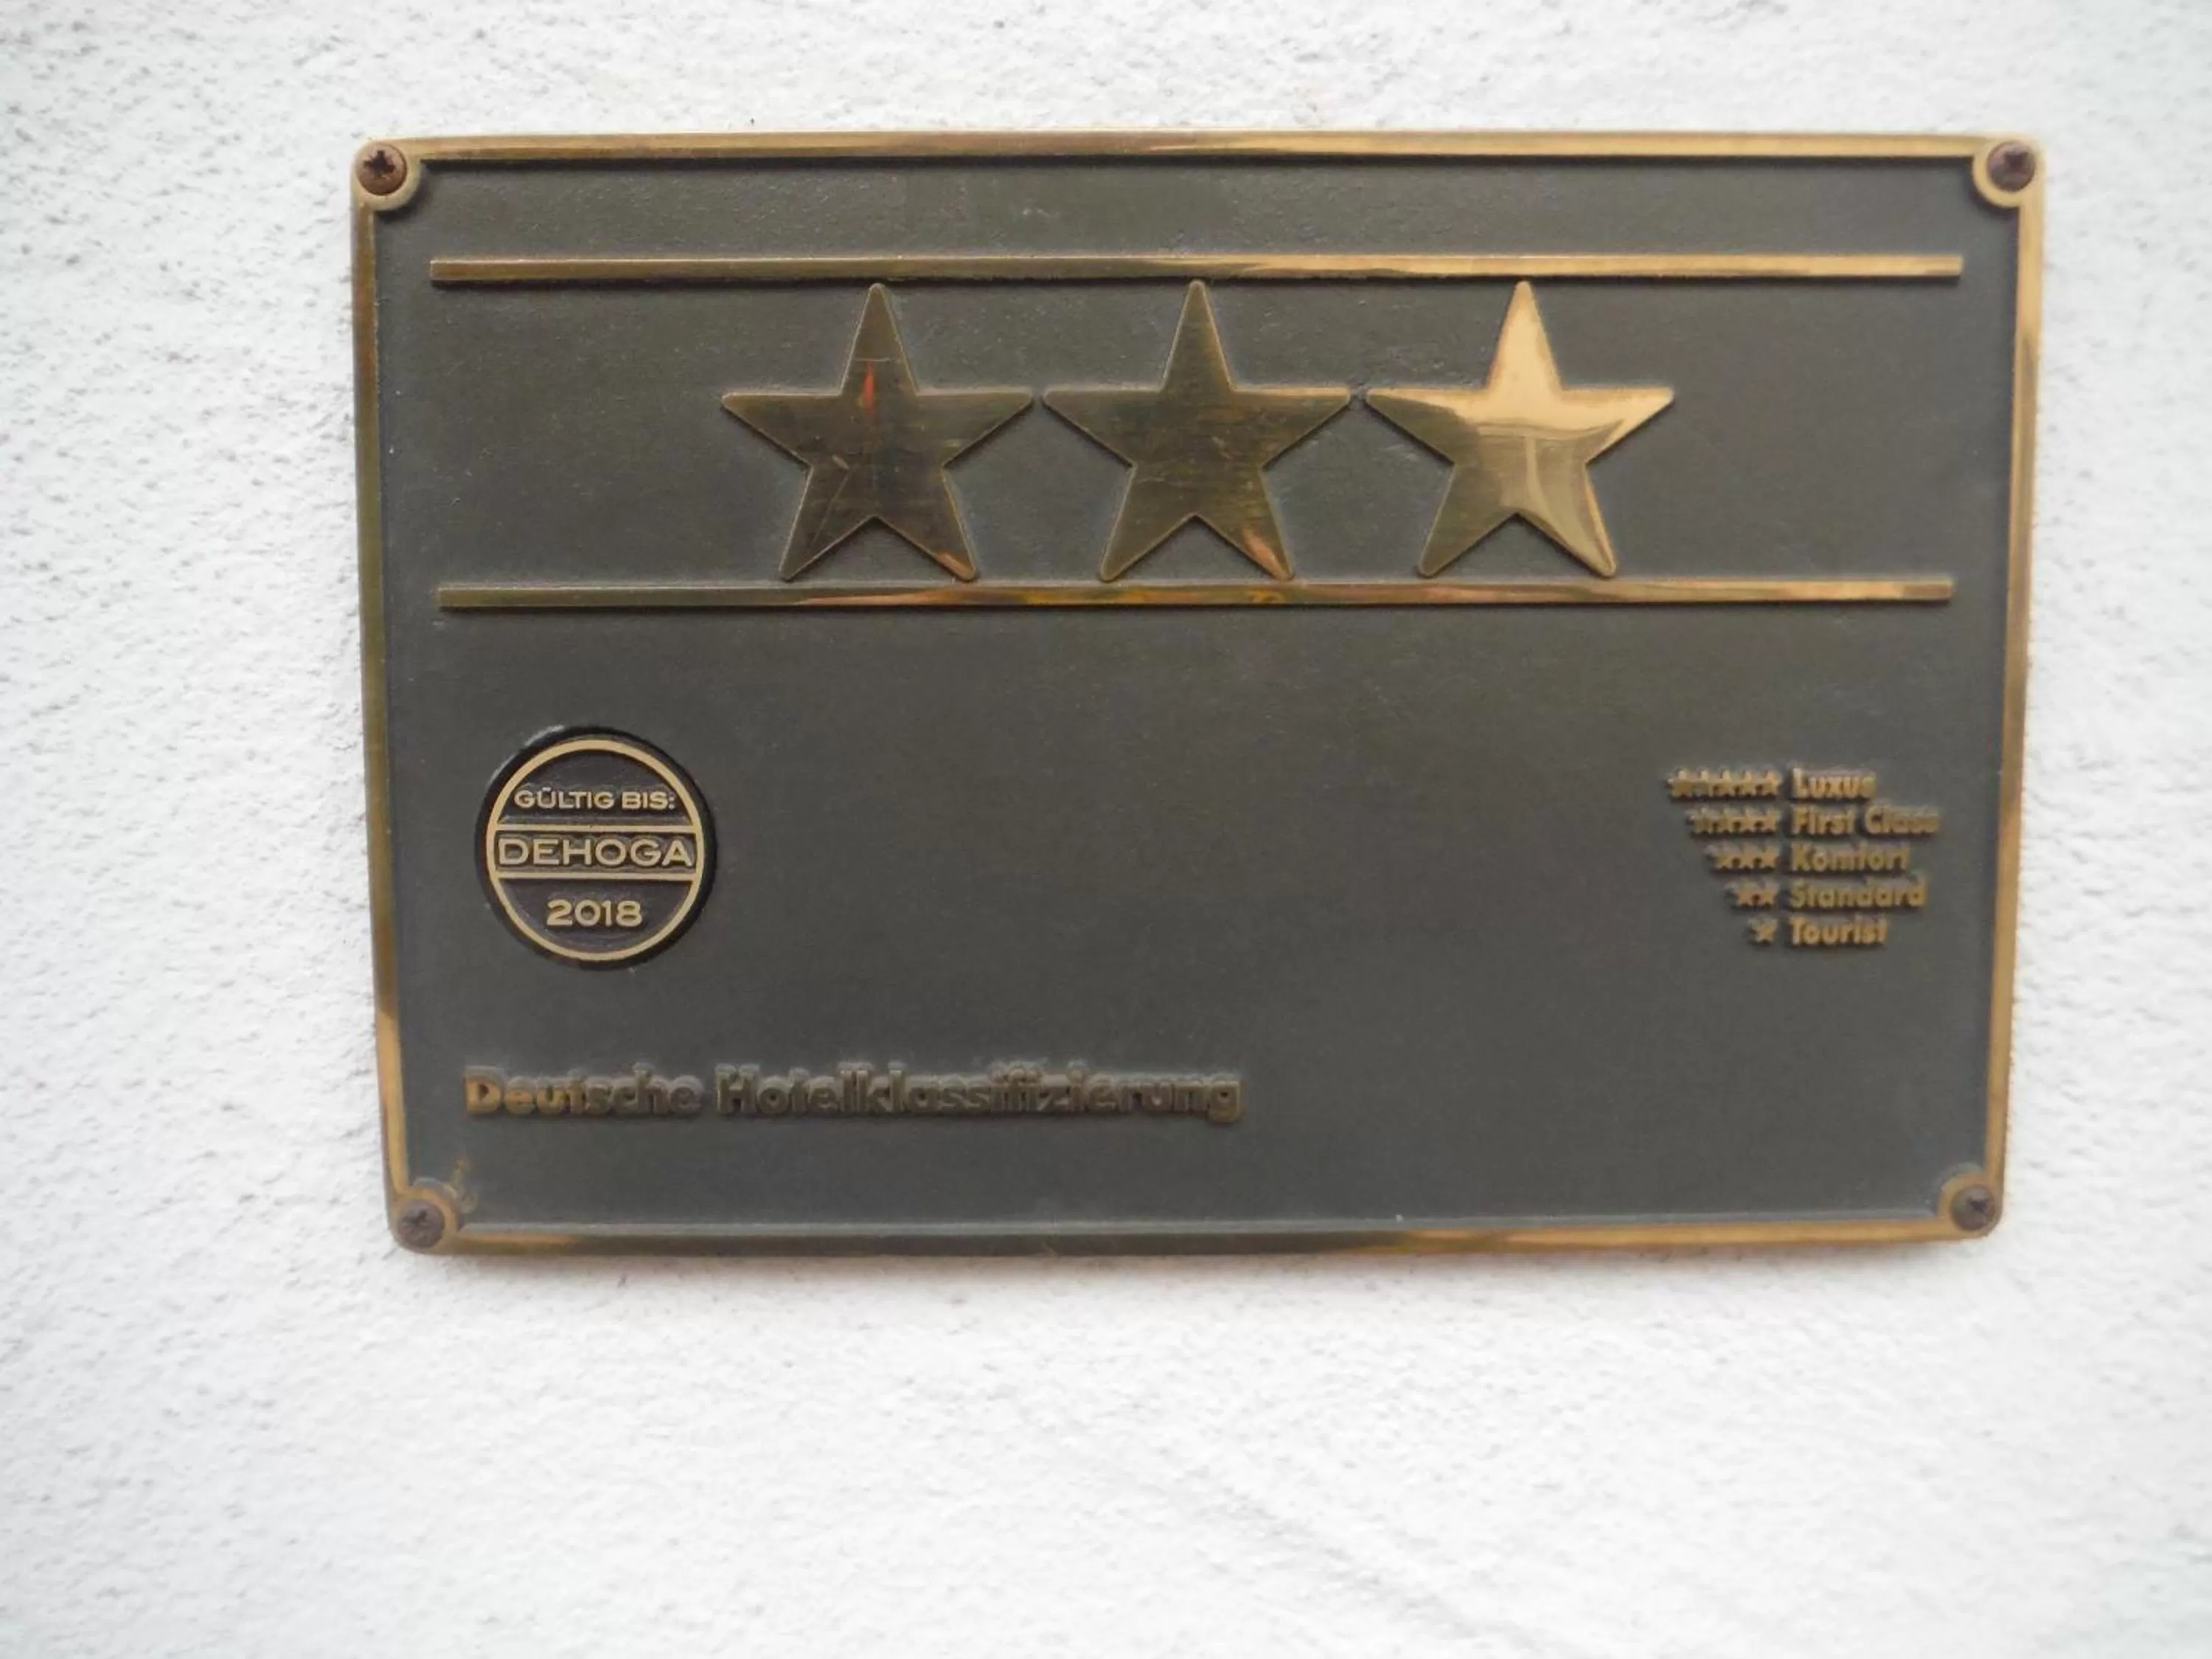 GÜLTIG BIS:
DEHOGA
2018
★★★★★ Luxus
★★★★ First Class
★★★ Komfort
★★ Standard
★ Tourist
Deutsche Hotelklassifizierung